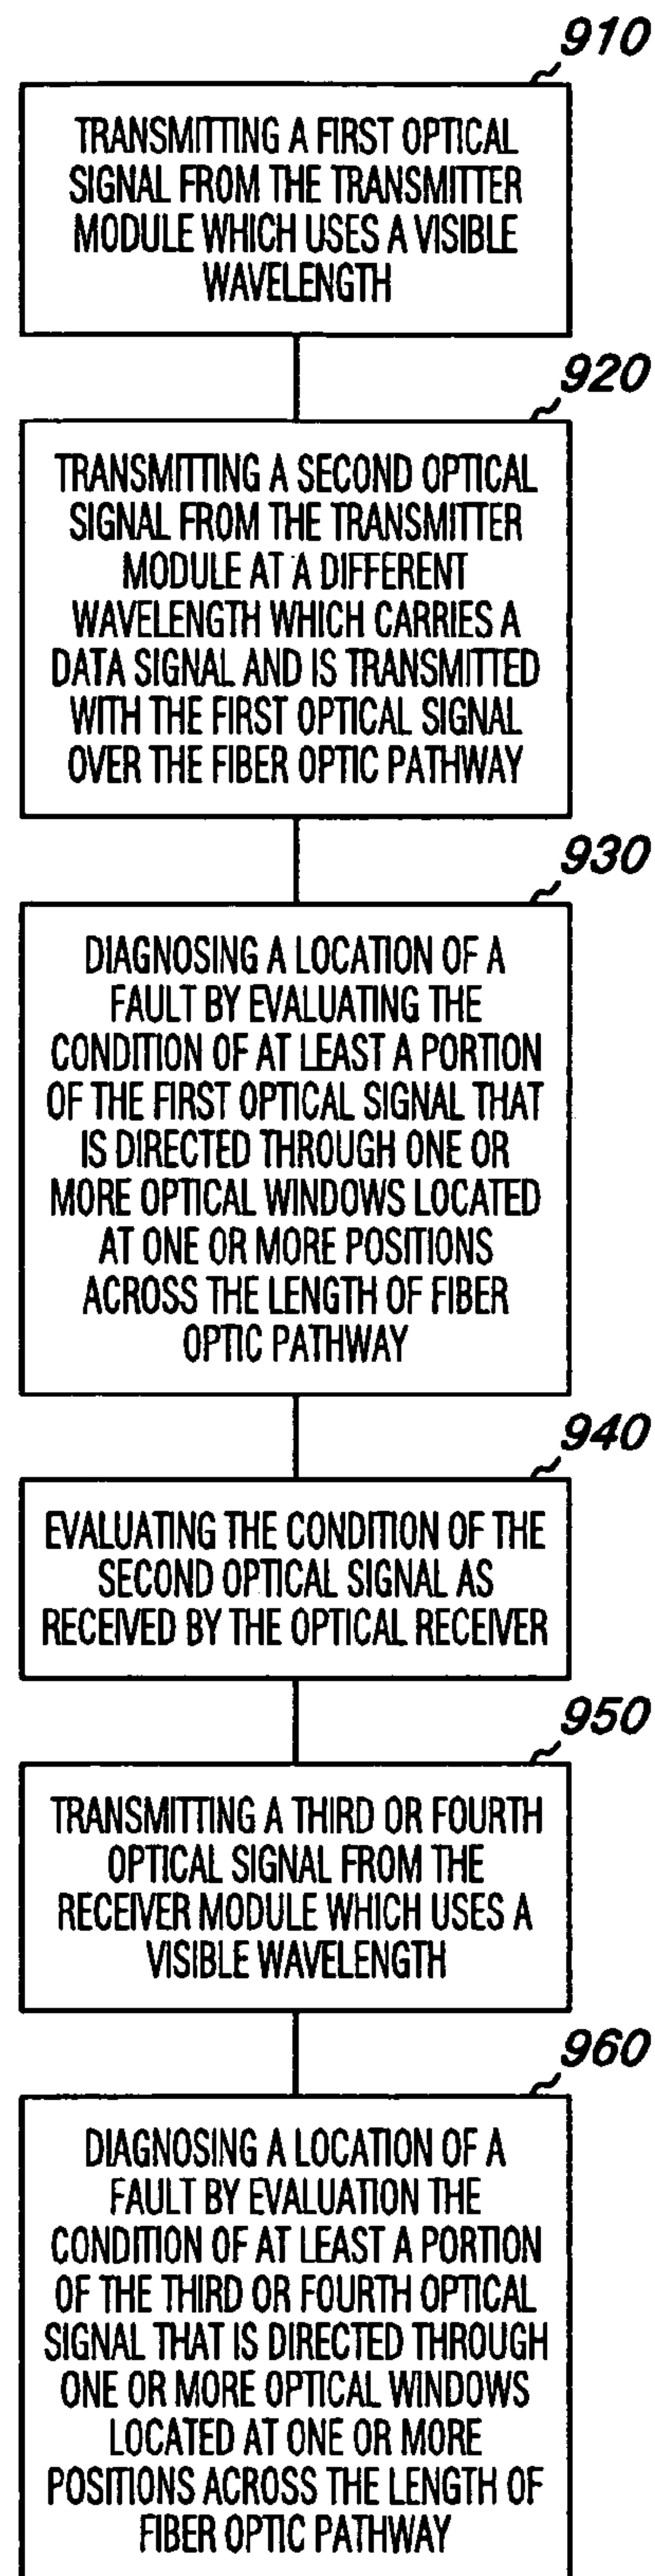 910
TRANSMITTING A FIRST OPTICAL
SIGNAL FROM THE TRANSMITTER
MODULE WHICH USES A VISIBLE
WAVELENGTH
920
TRANSMITTING A SECOND OPTICAL
SIGNAL FROM THE TRANSMITTER
MODULE AT A DIFFERENT
WAVELENGTH WHICH CARRIES A
DATA SIGNAL AND IS TRANSMITTED
WITH THE FIRST OPTICAL SIGNAL
OVER THE FIBER OPTIC PATHWAY
930
DIAGNOSING A LOCATION OF A
FAULT BY EVALUATING THE
CONDITION OF AT LEAST A PORTION
OF THE FIRST OPTICAL SIGNAL THAT
IS DIRECTED THROUGH ONE OR
MORE OPTICAL WINDOWS LOCATED
AT ONE OR MORE POSITIONS
ACROSS THE LENGTH OF FIBER
OPTIC PATHWAY
940
EVALUATING THE CONDITION OF THE
SECOND OPTICAL SIGNAL AS
RECEIVED BY THE OPTICAL RECEIVER
950
TRANSMITTING A THIRD OR FOURTH
OPTICAL SIGNAL FROM THE
RECEIVER MODULE WHICH USES A
VISIBLE WAVELENGTH
960
DIAGNOSING A LOCATION OF A
FAULT BY EVALUATION THE
CONDITION OF AT LEAST A PORTION
OF THE THIRD OR FOURTH OPTICAL
SIGNAL THAT IS DIRECTED THROUGH
ONE OR MORE OPTICAL WINDOWS
LOCATED AT ONE OR MORE
POSITIONS ACROSS THE LENGTH OF
FIBER OPTIC PATHWAY